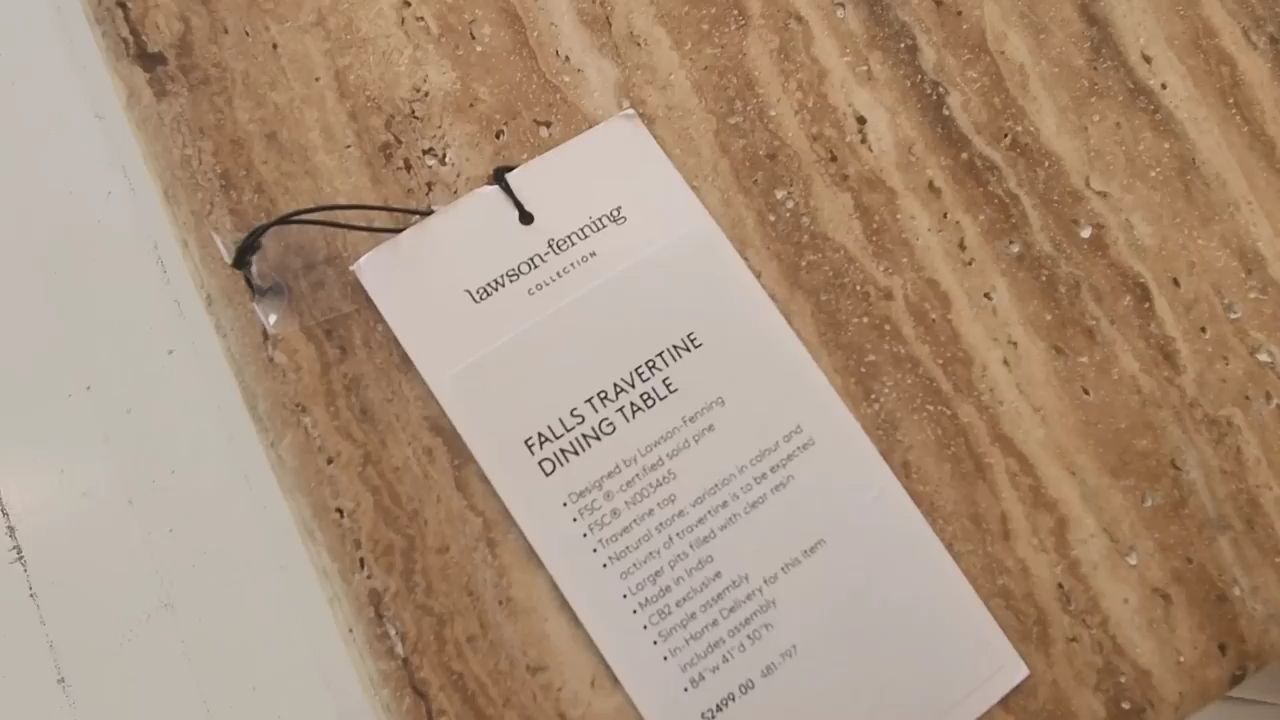 lawson-fenning
COLLECTION
FALLS TRAVERTINE
DINING TABLE
• Designed by Lawson-Fenning
• FSC ®-certified solid pine
• FSC®-N003465
• Travertine top
• Natural stone; variation in colour and
activity of travertine is to be expected
• Larger pits filled with clear resin
• Made in India
• CB2 exclusive
• Simple assembly
• In-Home Delivery for this item
includes assembly
• 84"w 41"d 30"h
$2499.00 481-797